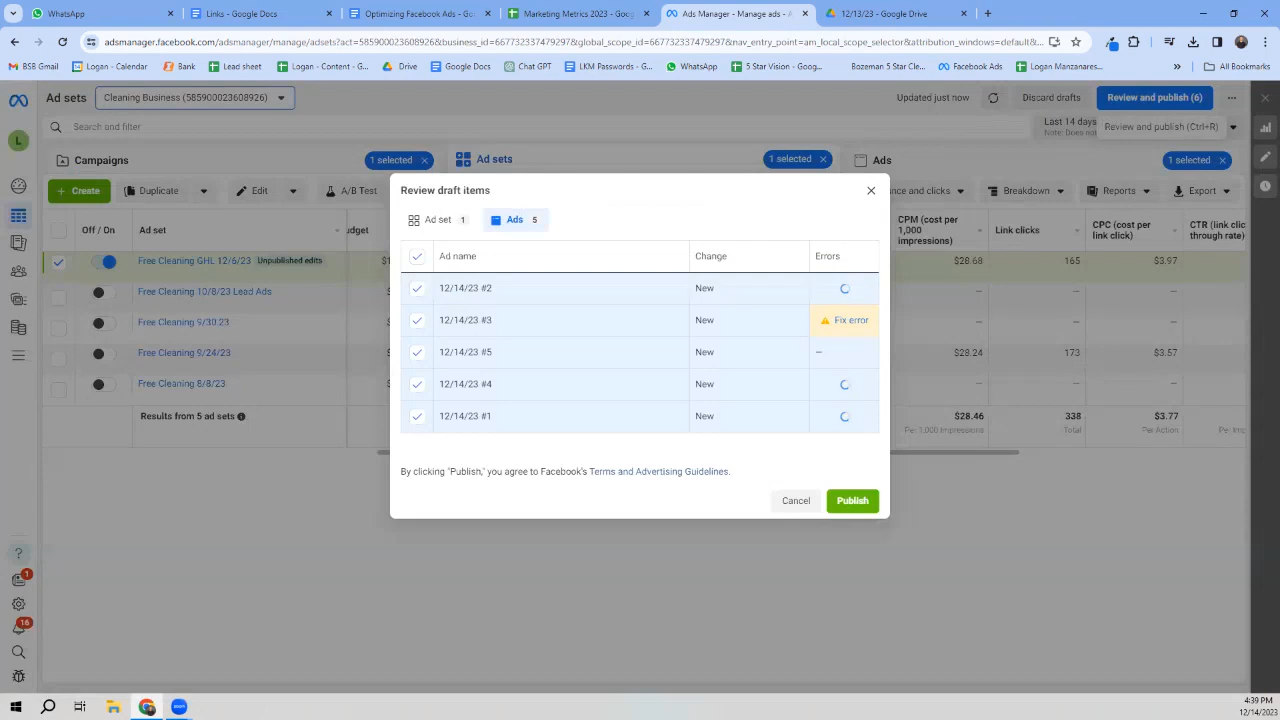 WhatsApp
Links - Google Docs
Optimizing Facebook Ads - Go
Marketing Metrics 2023 - Goog
Ads Manager - Manage ads - A
12/13/23 - Google Drive
adsmanager.facebook.com/adsmanager/manage/adsets?act=585900023608926&business_id=667732337479297&global_scope_id=667732337479297&nav_entry_point=am_local_scope_selector&attribution_windows=default&...
BSB Gmail
Logan - Calendar
Bank
Lead sheet
Logan - Content - G...
Drive
Google Docs
Chat GPT
LKM Passwords - G...
WhatsApp
5 Star Vision - Goog...
Bozeman 5 Star Cle...
Facebook Ads
Logan Manzanares...
»
All Bookmarks
Ad sets
Cleaning Business (585900023608926)
Updated just now
Discard drafts
Review and publish (6)
L
Search and filter
Last 14 days
Note: Does no
Review and publish (Ctrl+R)
Campaigns
1 selected
Ad sets
1 selected
Ads
1 selected
+ Create
Duplicate
Edit
A/B Test
nce and clicks
Breakdown
Reports
Export
Off / On
Ad set
udget
CPM (cost per 1,000 impressions)
Link clicks
CPC (cost per link click)
CTR (link clic through rate)
Free Cleaning GHL 12/6/23
Unpublished edits
$28.68
165
$3.97
Free Cleaning 10/8/23 Lead Ads
—
—
—
Free Cleaning 9/30.23
—
—
—
Free Cleaning 9/24/23
$28.24
173
$3.57
Free Cleaning 8/8/23
—
—
—
Results from 5 ad sets
$28.46
Per 1,000 Impressions
338
Total
$3.77
Per Action
Per Imp
Review draft items
Ad set 1
Ads 5
Ad name
Change
Errors
12/14/23 #2
New
12/14/23 #3
New
Fix error
12/14/23 #5
New
–
12/14/23 #4
New
12/14/23 #1
New
By clicking "Publish," you agree to Facebook's Terms and Advertising Guidelines.
Cancel
Publish
?
1
16
zoom
4:39 PM
12/14/2023